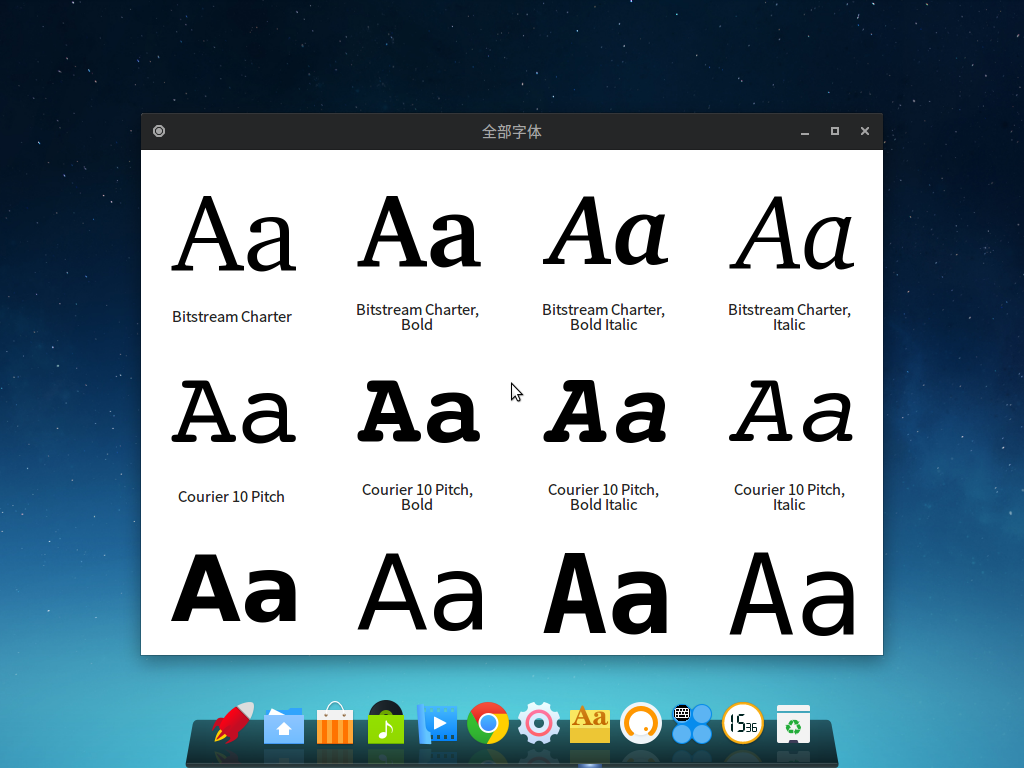 全部字体
Aa Aa Aa Aa
Bitstream Charter
Bitstream Charter,
Bold
Bitstream Charter,
Bold Italic
Bitstream Charter,
Italic
Aa Aa Aa Aa
Courier 10 Pitch
Courier 10 Pitch,
Bold
Courier 10 Pitch,
Bold Italic
Courier 10 Pitch,
Italic
Aa Aa Aa Aa
Aa
15 36